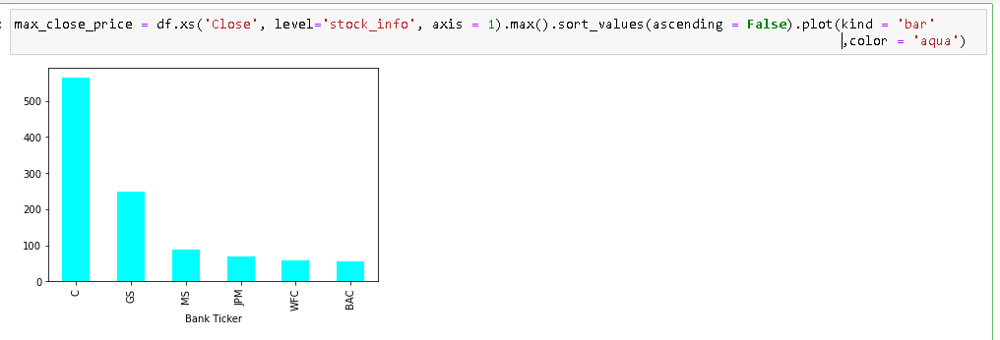 max_close_price = df.xs('Close', level='stock_info', axis = 1).max().sort_values(ascending = False).plot(kind = 'bar'
,color = 'aqua')
500
400
300
200
100
0
C
GS
MS
JPM
WFC
BAC
Bank Ticker